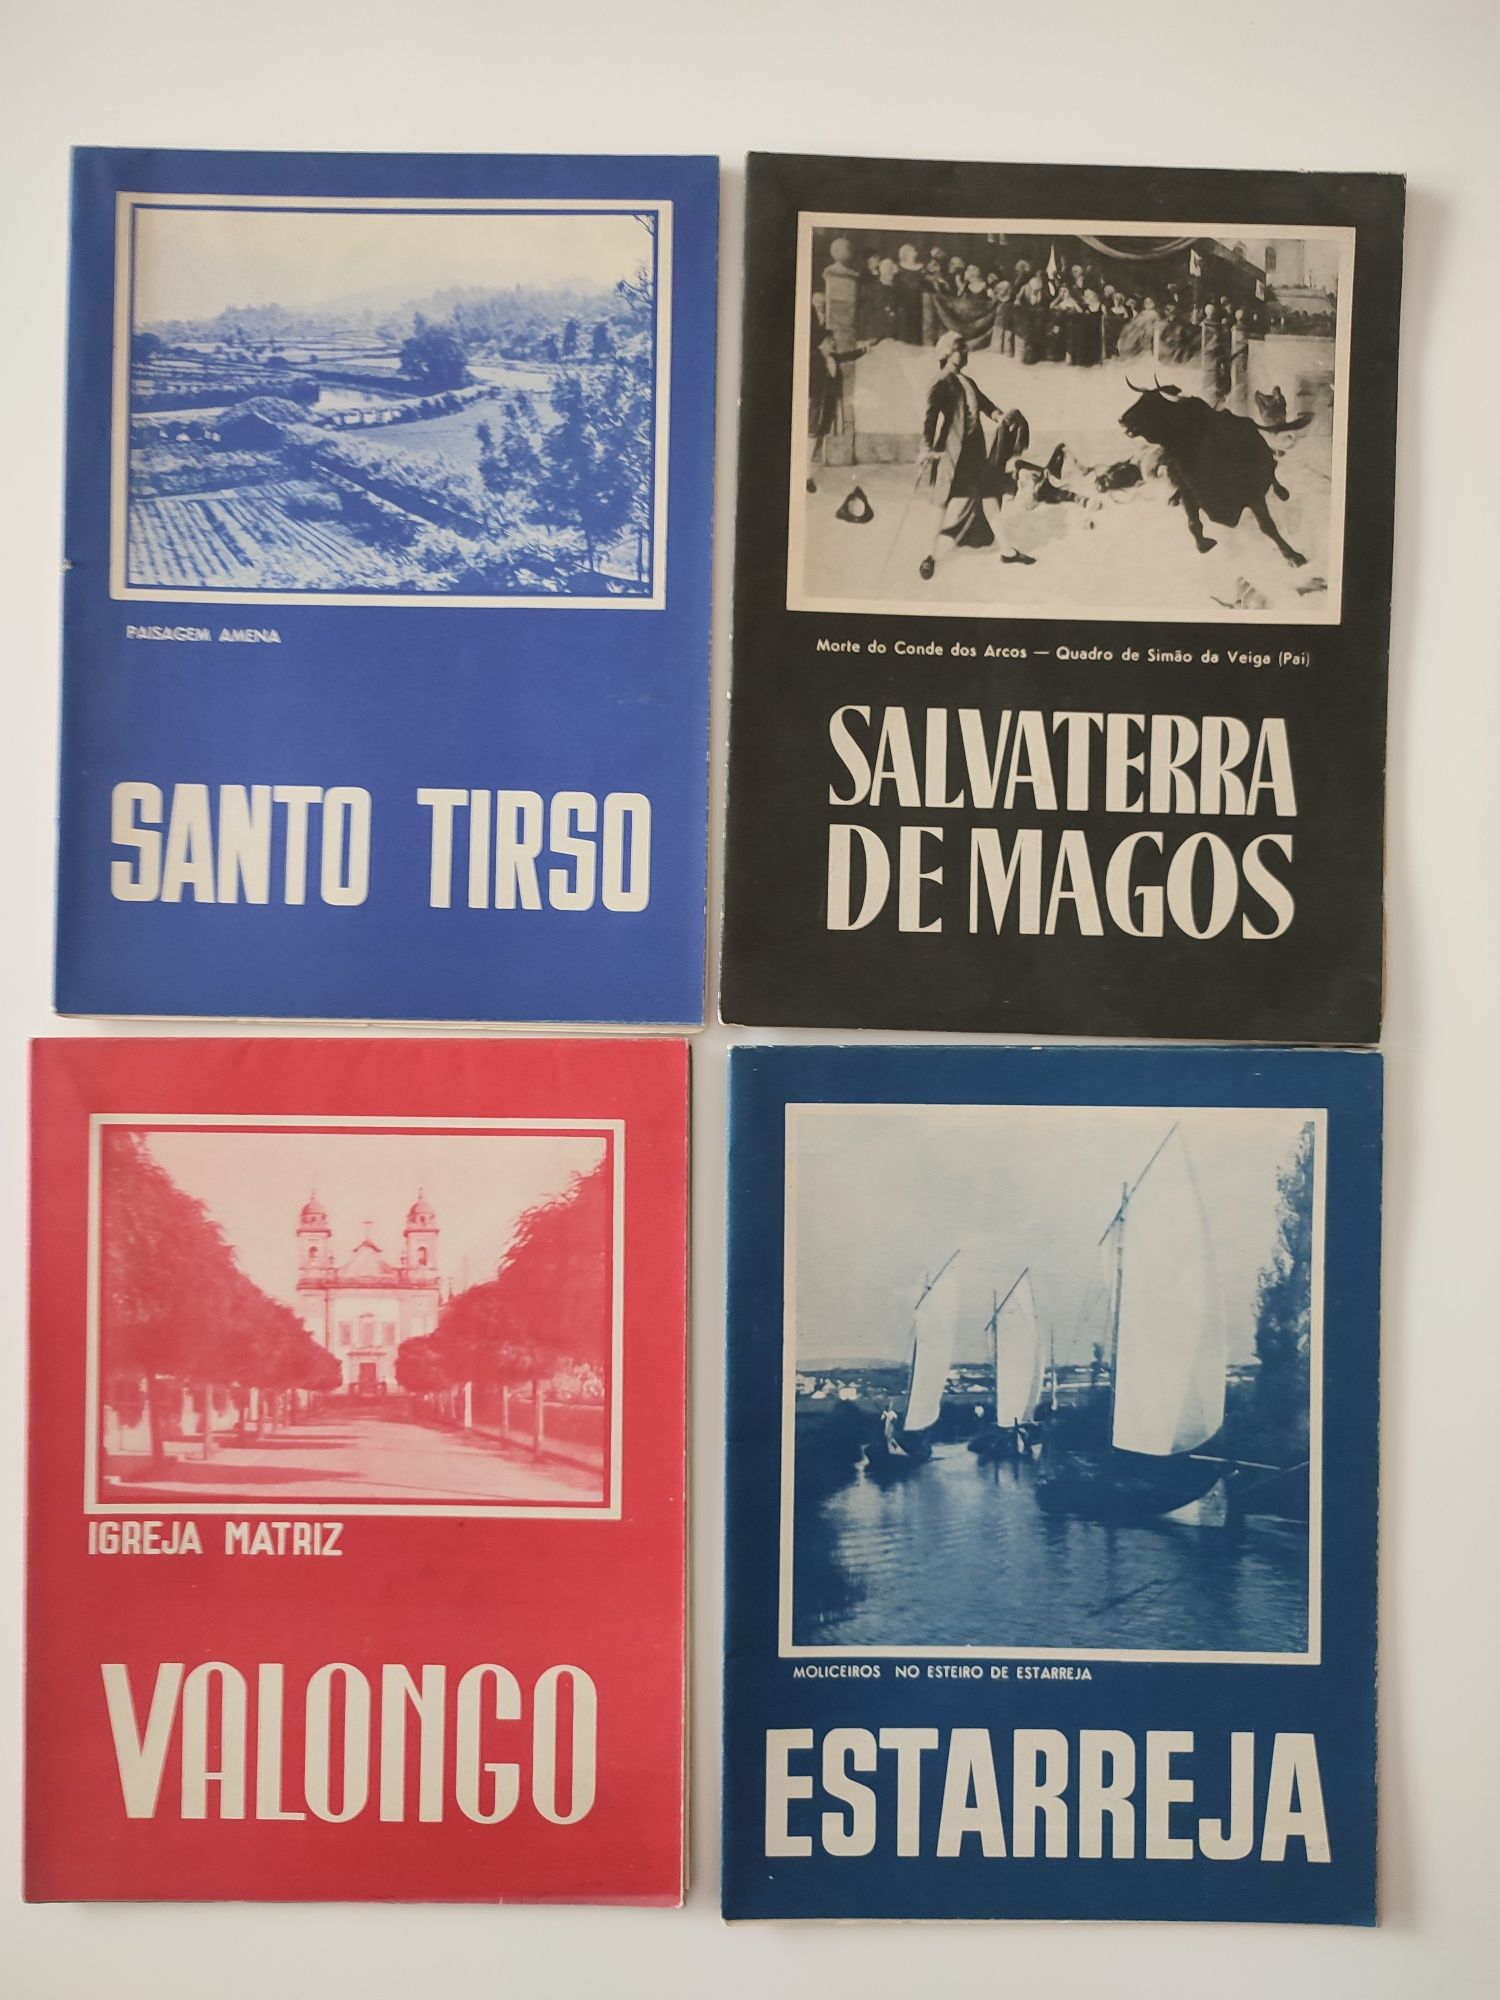 PAISAGEM AMENA
SANTO TIRSO
Morte do Conde dos Arcos — Quadro de Simão da Veiga (Pai)
SALVATERRA
DE MAGOS
IGREJA MATRIZ
VALONGO
MOLICEIROS NO ESTEIRO DE ESTARREJA
ESTARREJA